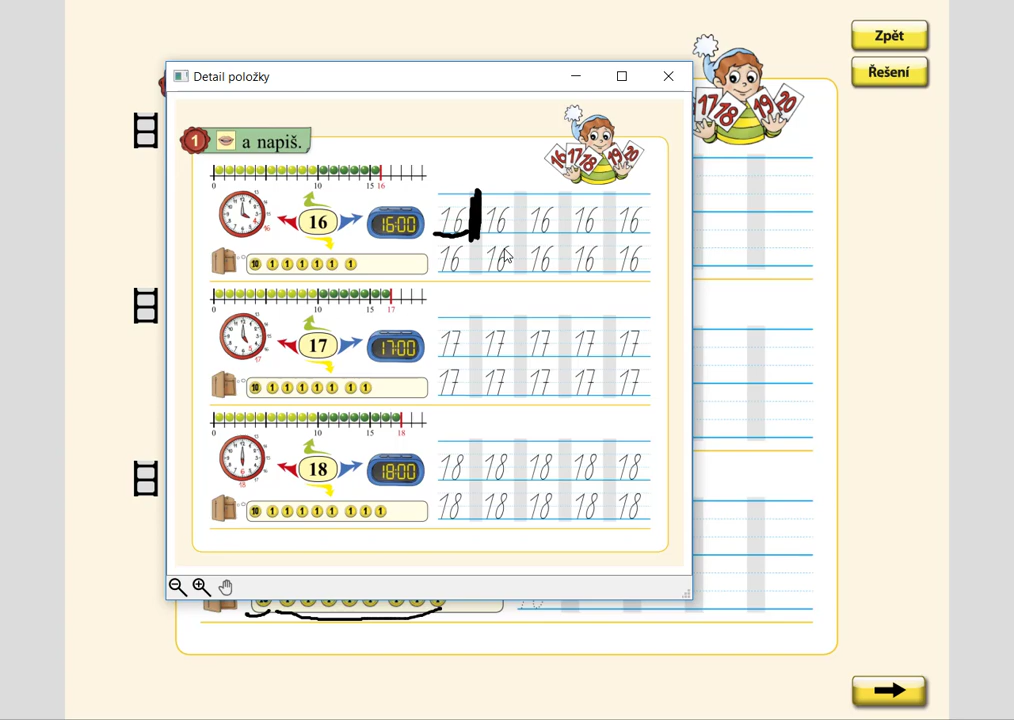 Zpět
Řešení
Detail položky
1 a napiš.
16 17 18 19 20
17 18 19 20
0 10 15 16
16
16:00
16 16 16 16 16
16 16 16 16 16
10 1 1 1 1 1 1
0 10 17
17
17:00
17 17 17 17 17
17 17 17 17 17
10 1 1 1 1 1 1 1
0 10 15 18
18
18:00
18 18 18 18 18
18 18 18 18 18
10 1 1 1 1 1 1 1 1